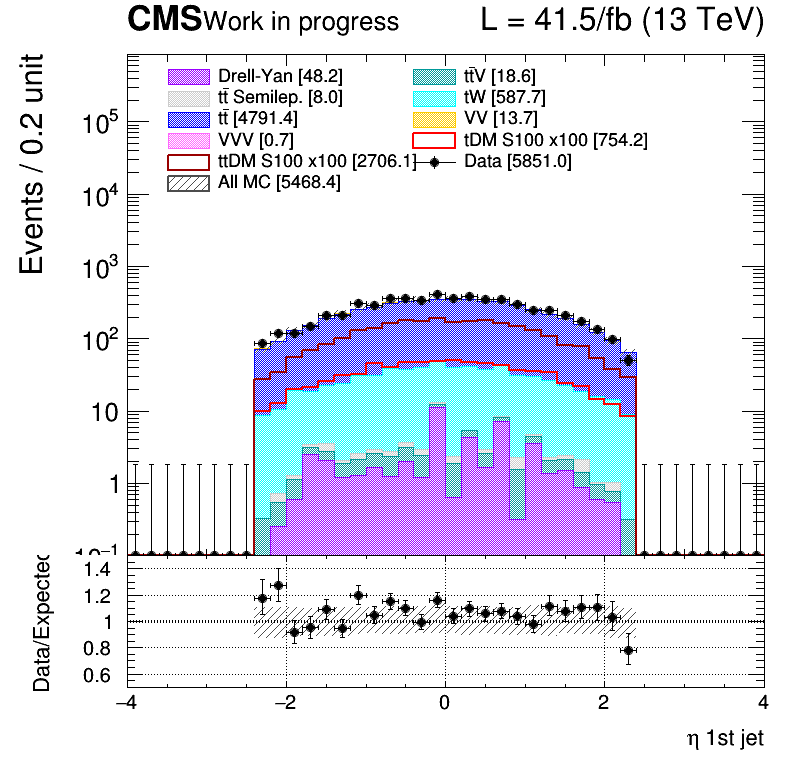 CMS Work in progress L = 41.5/fb (13 TeV)
Events / 0.2 unit
Drell-Yan [48.2] tt̄V [18.6]
tt̄ Semilep. [8.0] tW [587.7]
tt̄ [4791.4] VV [13.7]
VVV [0.7] tDM S100 x100 [754.2]
ttDM S100 x100 [2706.1] Data [5851.0]
All MC [5468.4]
10⁵
10⁴
10³
10²
10
1
10⁻¹
Data/Expected
1.4
1.2
1
0.8
0.6
−4 −2 0 2 4
η 1st jet